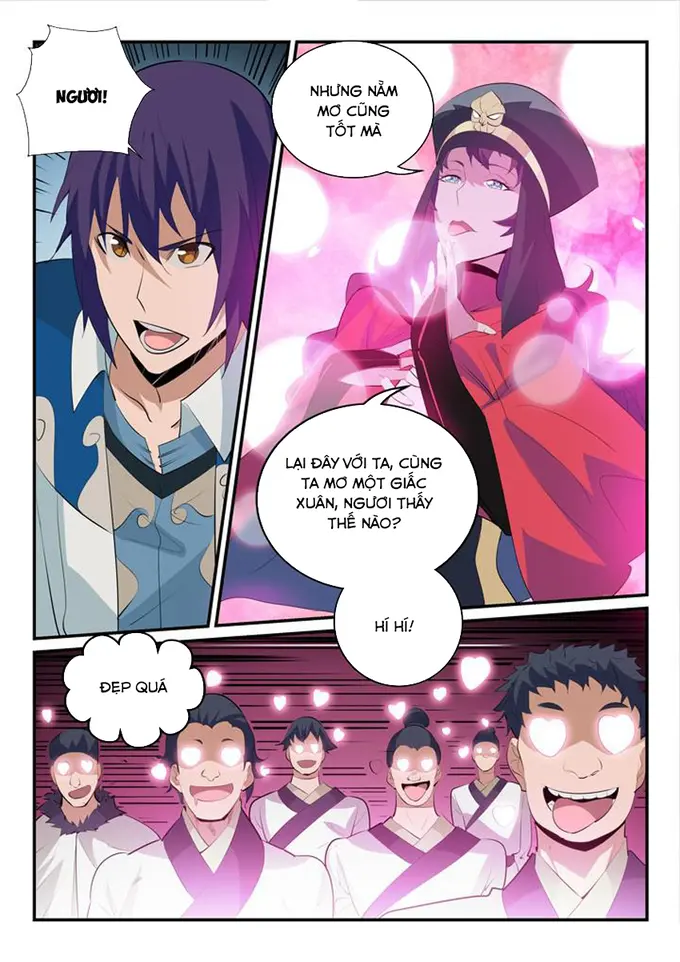 NGƯƠI!
NHƯNG NẰM
MƠ CŨNG
TỐT MÀ
LẠI ĐÂY VỚI TA, CÙNG
TA MƠ MỘT GIẤC
XUÂN, NGƯƠI THẤY
THẾ NÀO?
HÍ HÍ!
ĐẸP QUÁ